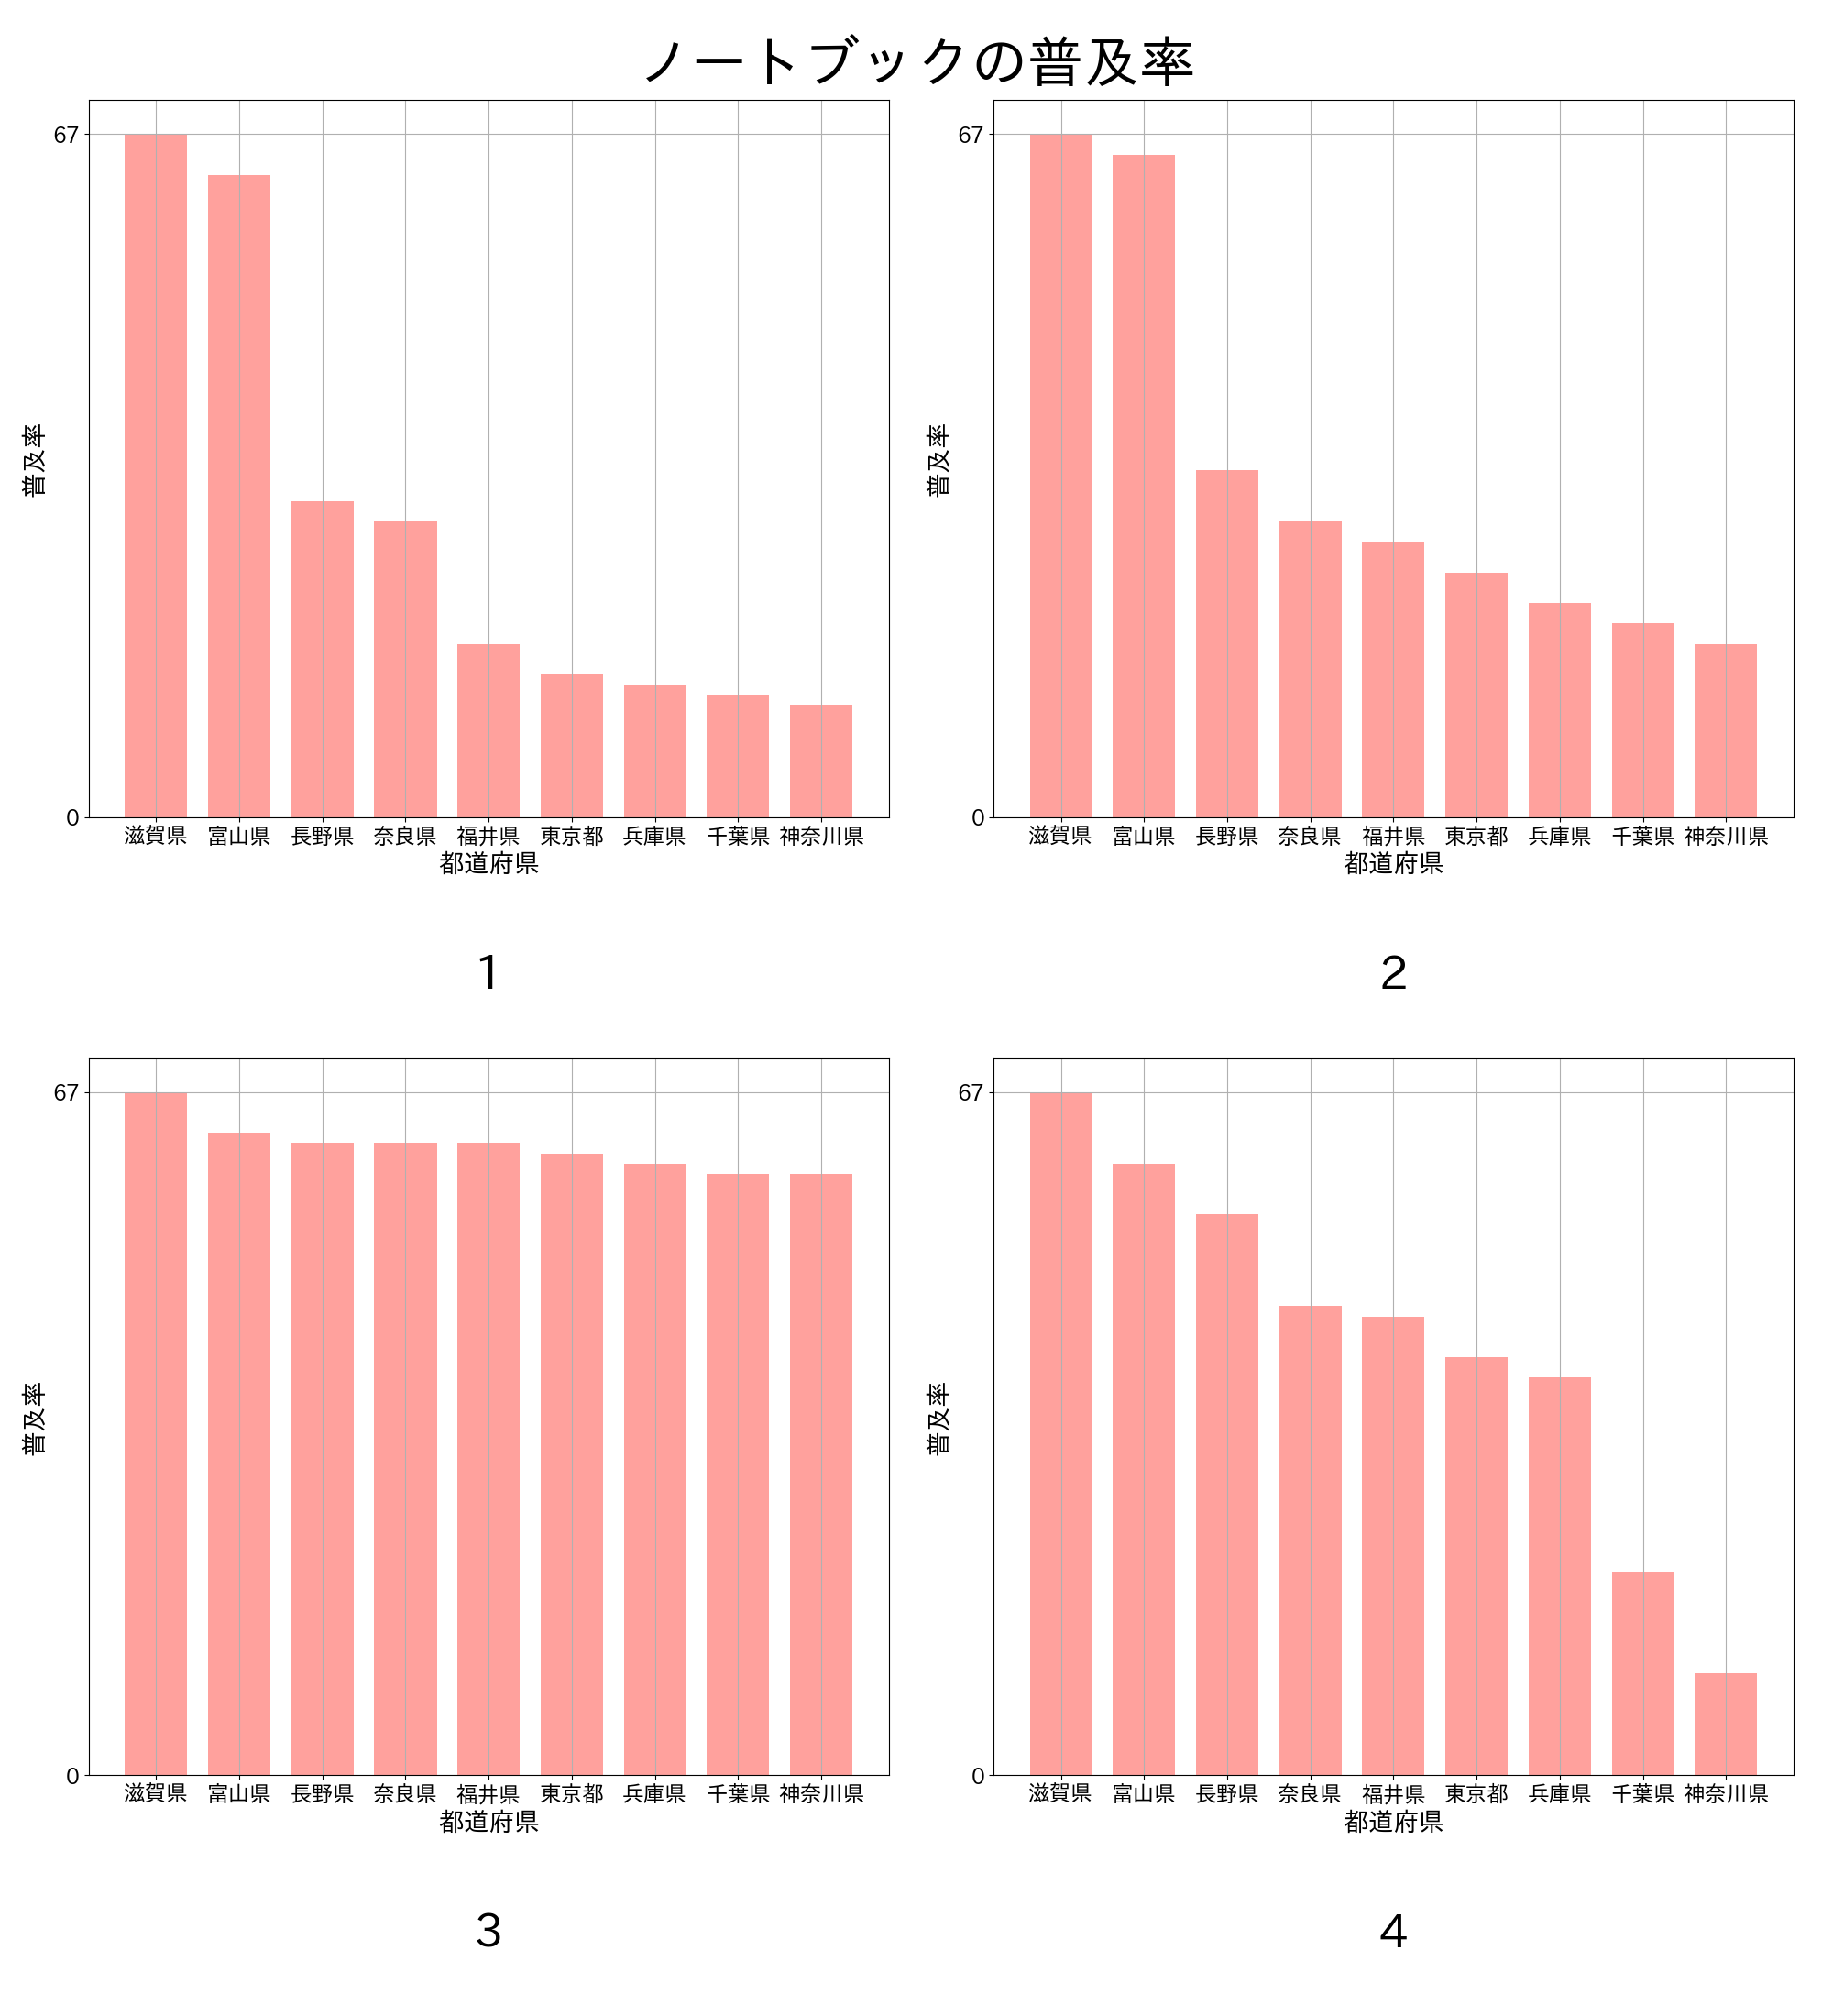 ノートブックの普及率
67
0
普及率
滋賀県 富山県 長野県 奈良県 福井県 東京都 兵庫県 千葉県 神奈川県
都道府県
1
67
0
普及率
滋賀県 富山県 長野県 奈良県 福井県 東京都 兵庫県 千葉県 神奈川県
都道府県
2
67
0
普及率
滋賀県 富山県 長野県 奈良県 福井県 東京都 兵庫県 千葉県 神奈川県
都道府県
3
67
0
普及率
滋賀県 富山県 長野県 奈良県 福井県 東京都 兵庫県 千葉県 神奈川県
都道府県
4